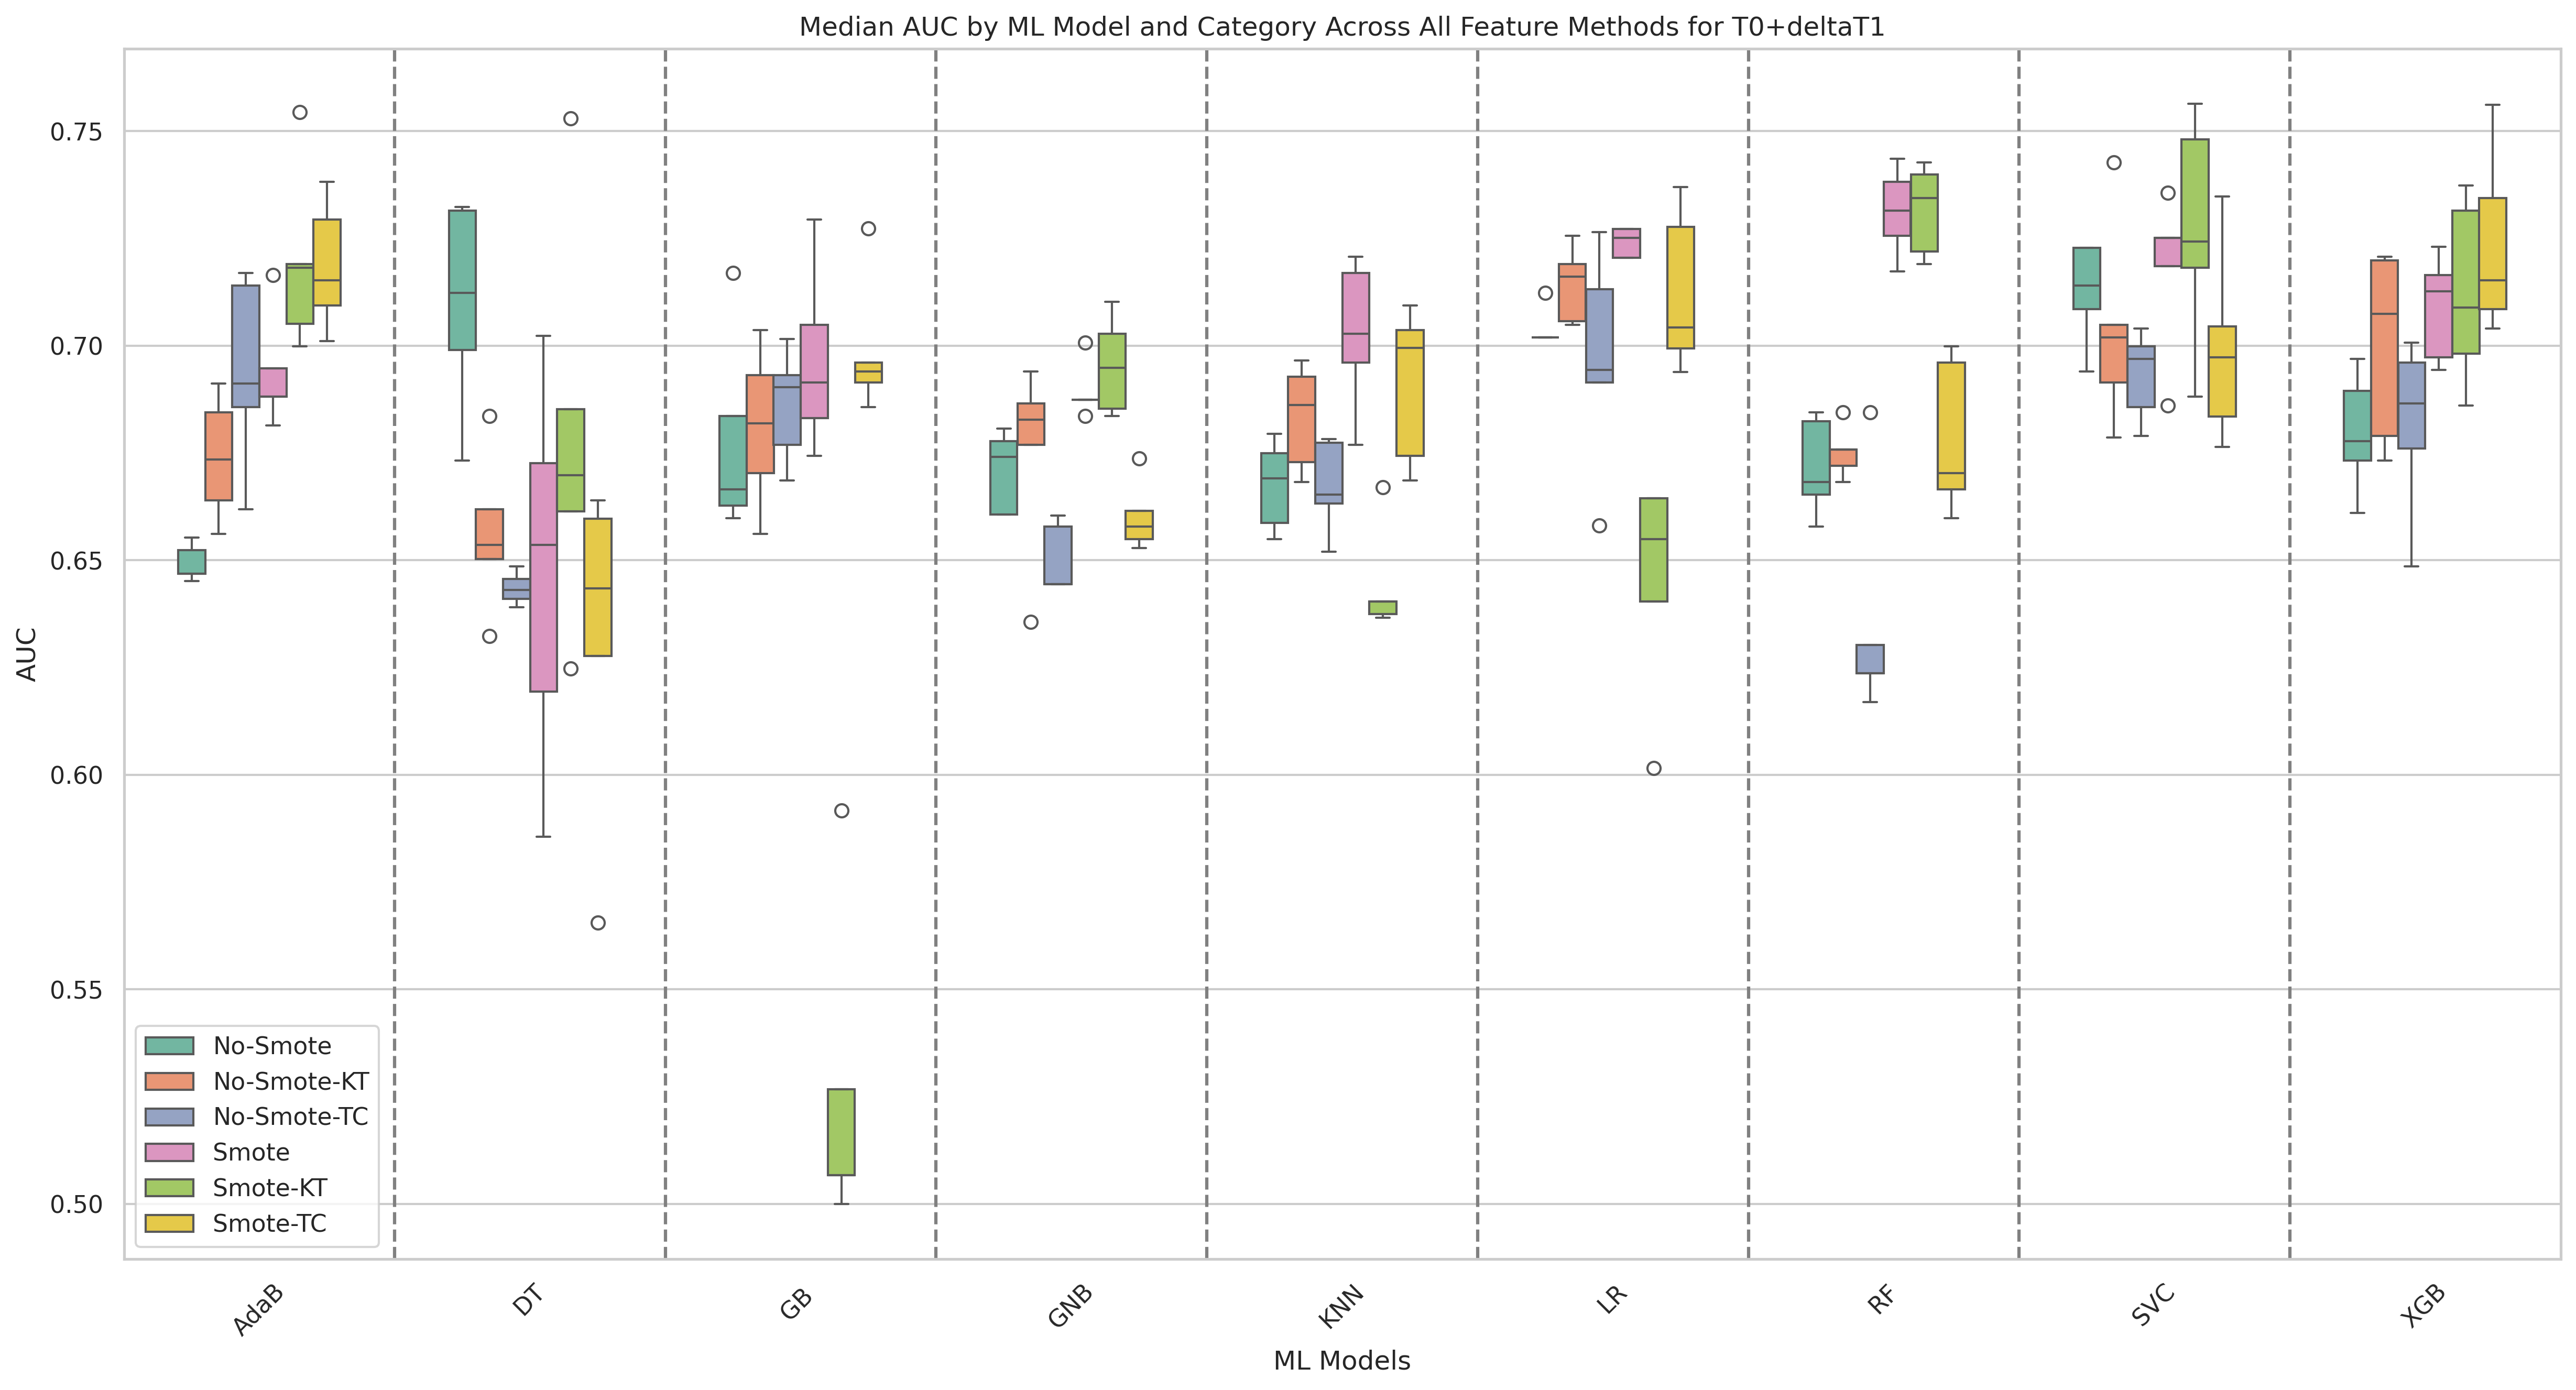 Median AUC by ML Model and Category Across All Feature Methods for T0+deltaT1
AUC
0.75
0.70
0.65
0.60
0.55
0.50
No-Smote
No-Smote-KT
No-Smote-TC
Smote
Smote-KT
Smote-TC
AdaB
DT
GB
GNB
KNN
LR
RF
SVC
XGB
ML Models